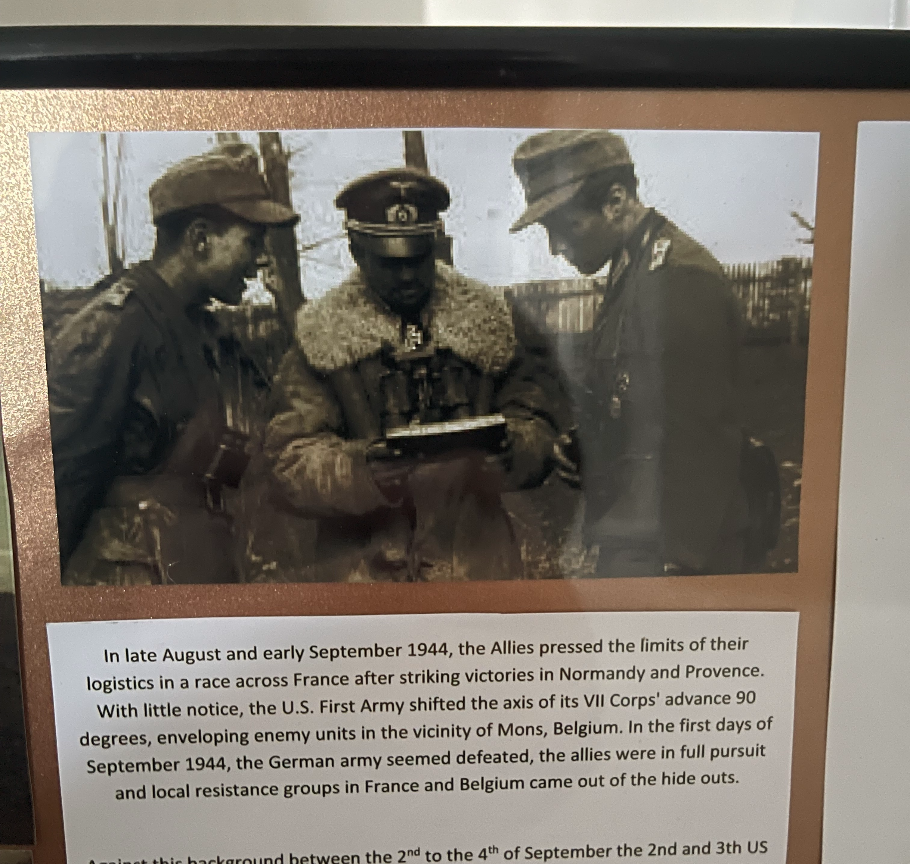 In late August and early September 1944, the Allies pressed the limits of their
logistics in a race across France after striking victories in Normandy and Provence.
With little notice, the U.S. First Army shifted the axis of its VII Corps' advance 90
degrees, enveloping enemy units in the vicinity of Mons, Belgium. In the first days of
September 1944, the German army seemed defeated, the allies were in full pursuit
and local resistance groups in France and Belgium came out of the hide outs.
Against this background between the 2nd to the 4th of September the 2nd and 3th US